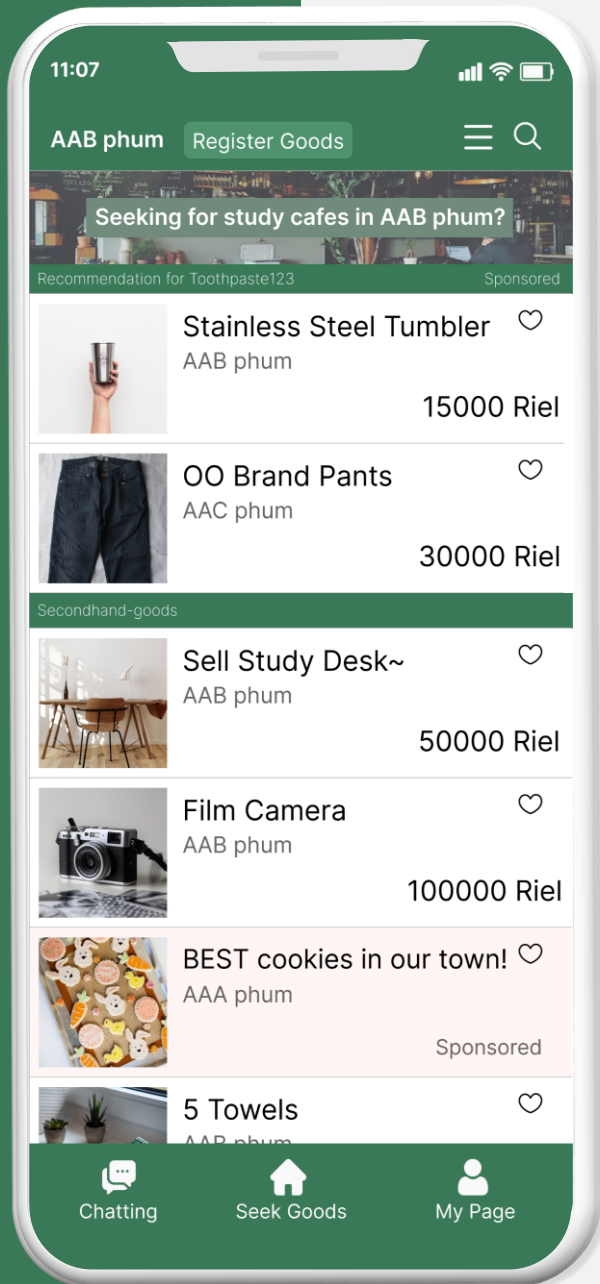 11:07
AAB phum
Register Goods
Seeking for study cafes in AAB phum?
Recommendation for Toothpaste123
Sponsored
Stainless Steel Tumbler
AAB phum
15000 Riel
OO Brand Pants
AAC phum
30000 Riel
Secondhand-goods
Sell Study Desk~
AAB phum
50000 Riel
Film Camera
AAB phum
100000 Riel
BEST cookies in our town!
AAA phum
Sponsored
5 Towels
AAB phum
Chatting
Seek Goods
My Page